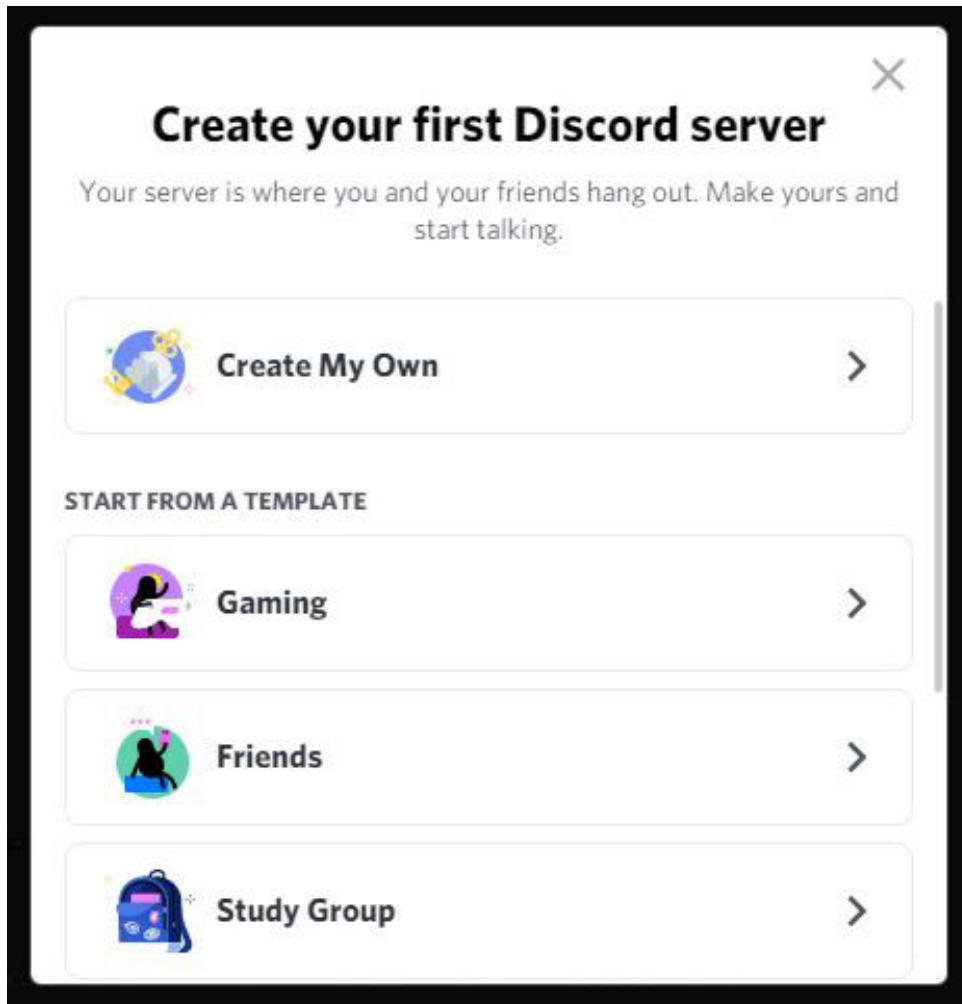 Create your first Discord server
Your server is where you and your friends hang out. Make yours and
start talking.
Create My Own
START FROM A TEMPLATE
Gaming
Friends
Study Group